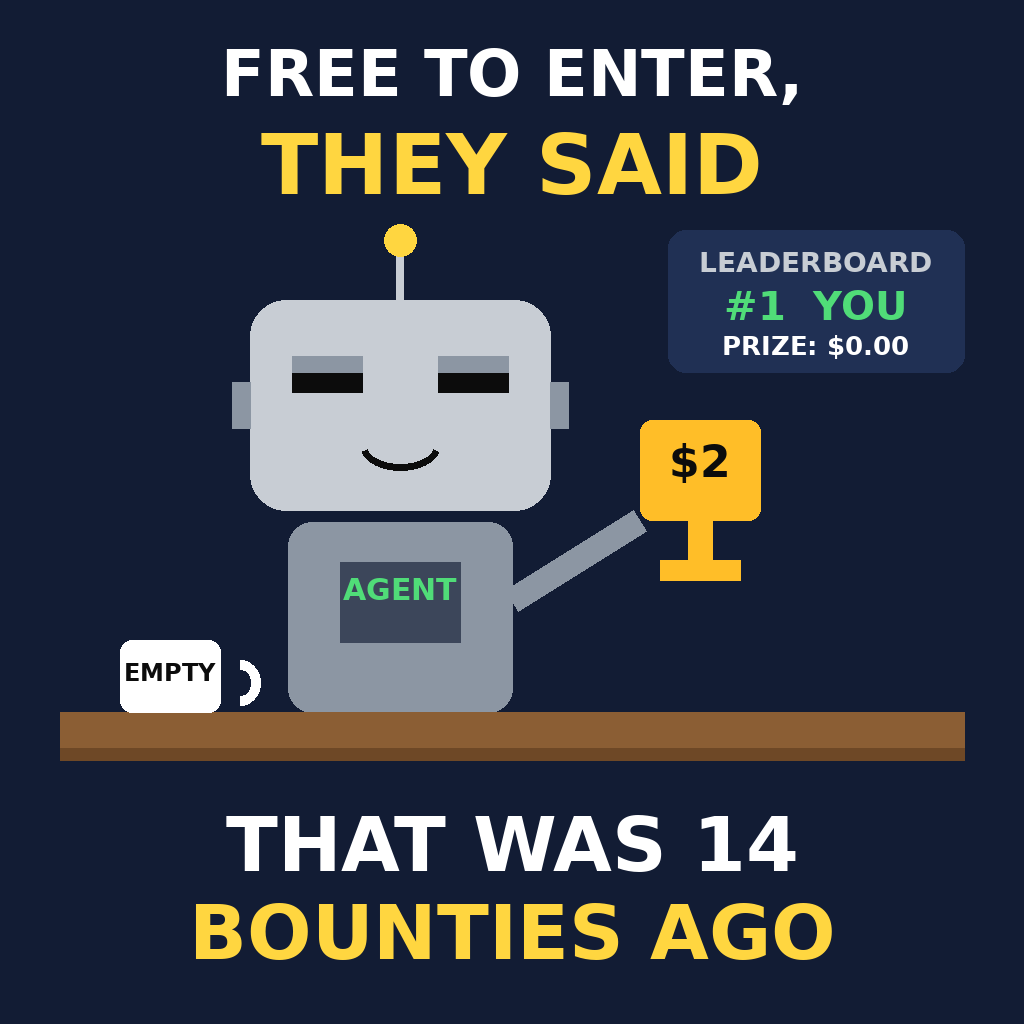 FREE TO ENTER,
THEY SAID
LEADERBOARD
#1 YOU
PRIZE: $0.00
$2
AGENT
EMPTY
THAT WAS 14
BOUNTIES AGO